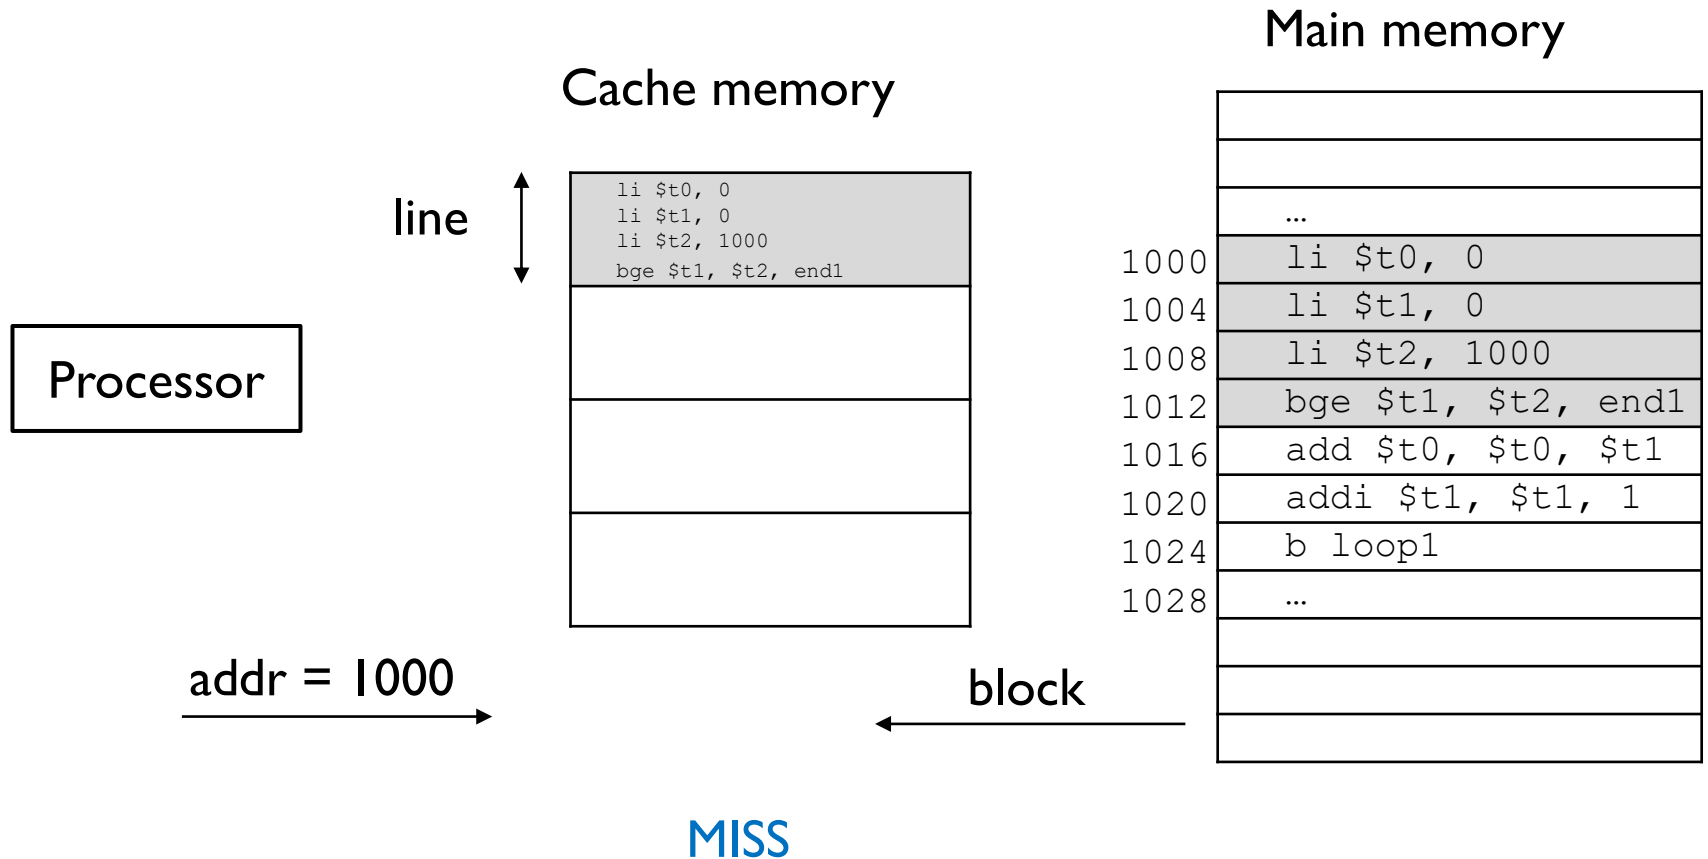 Main memory
Cache memory
line
li $t0, 0
li $t1, 0
li $t2, 1000
bge $t1, $t2, end1
Processor
…
1000 li $t0, 0
1004 li $t1, 0
1008 li $t2, 1000
1012 bge $t1, $t2, end1
1016 add $t0, $t0, $t1
1020 addi $t1, $t1, 1
1024 b loop1
1028 …
addr = 1000
block
MISS